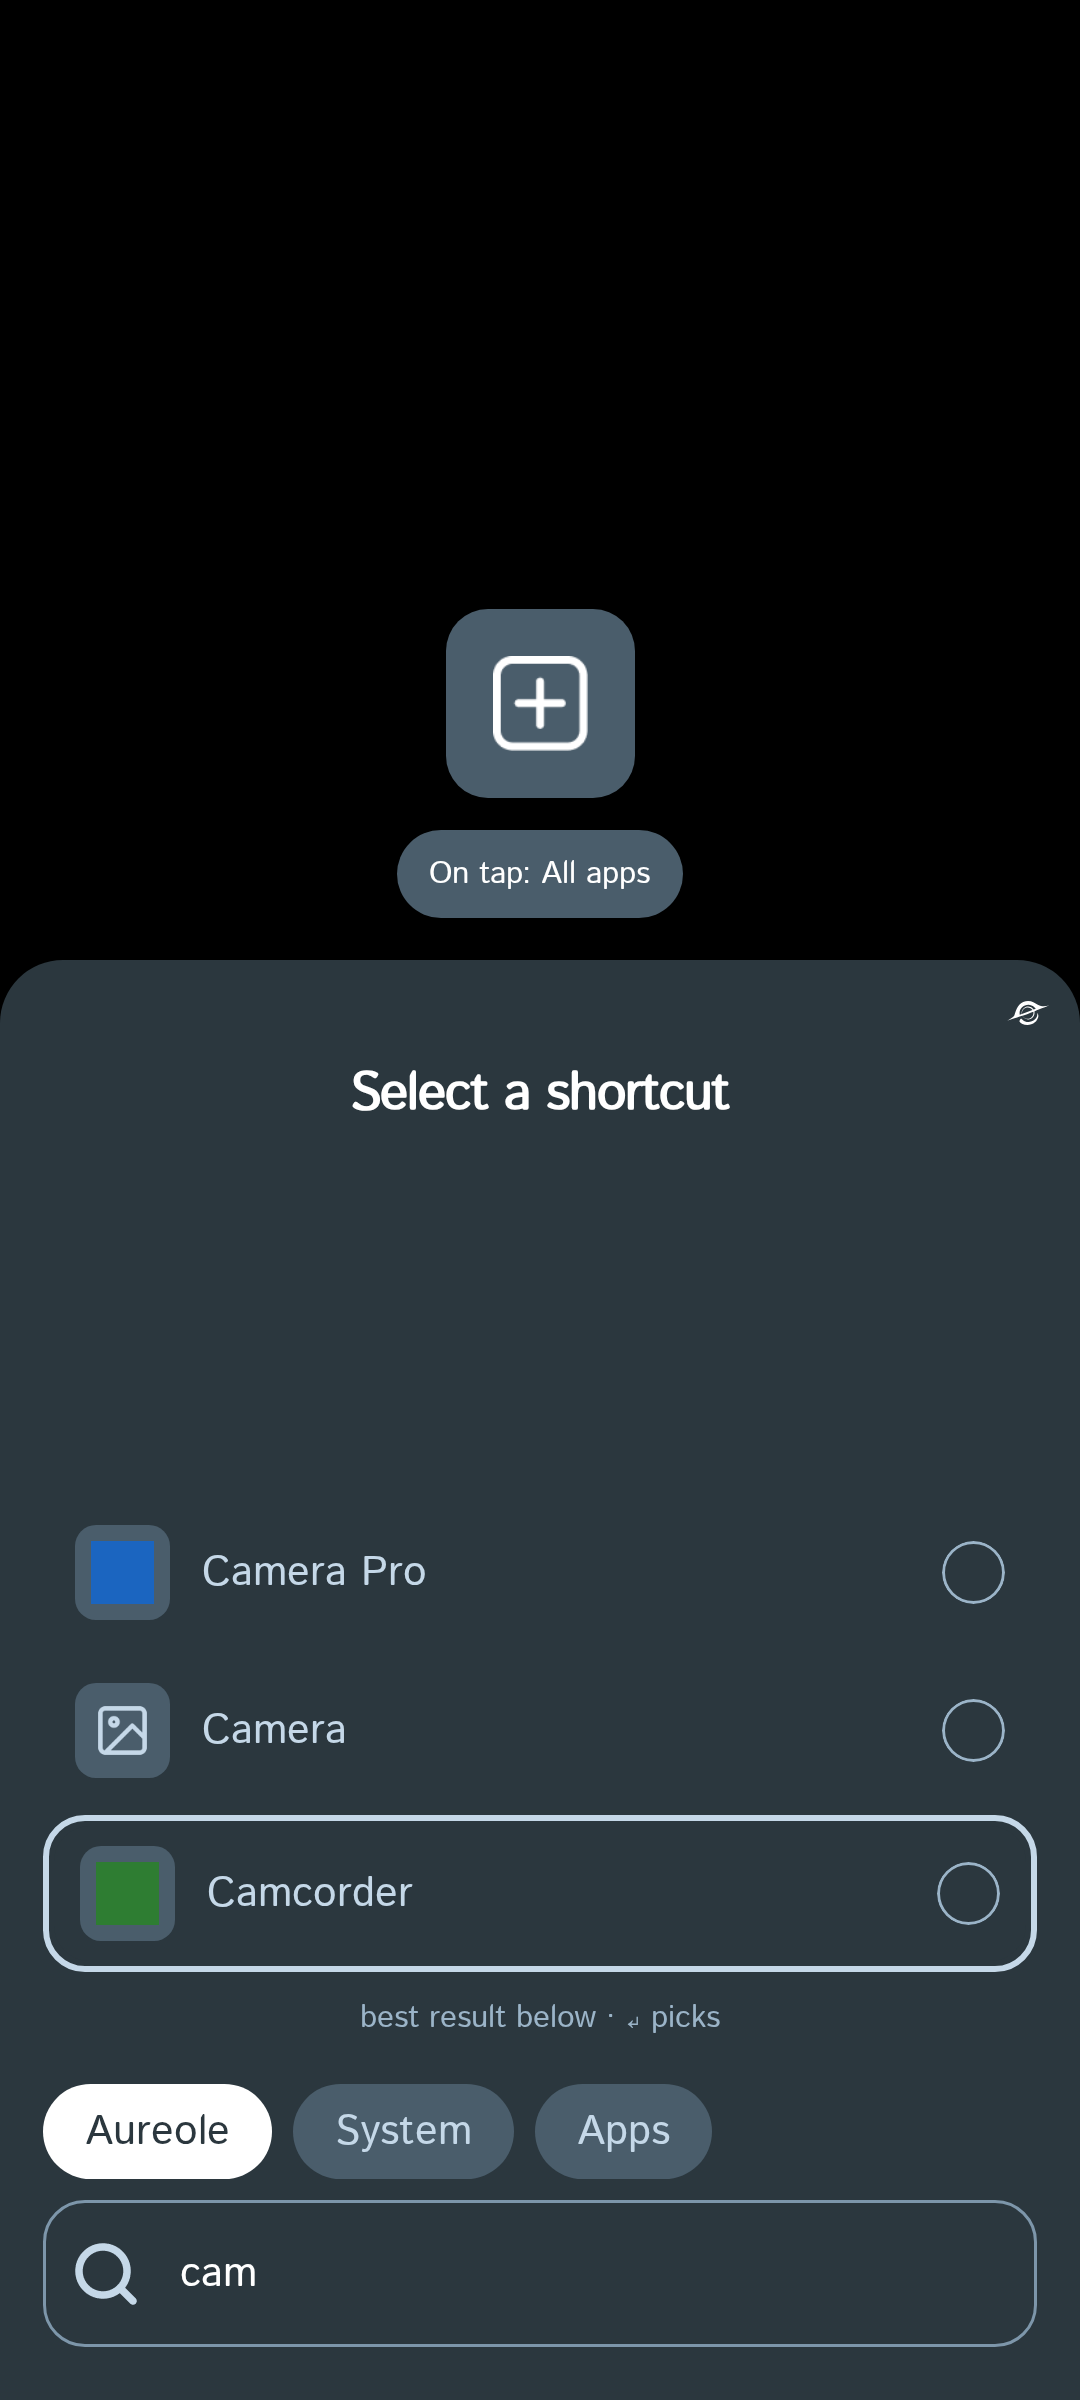 On tap: All apps
Select a shortcut
Camera Pro
Camera
Camcorder
best result below · ↲ picks
Aureole System Apps
cam